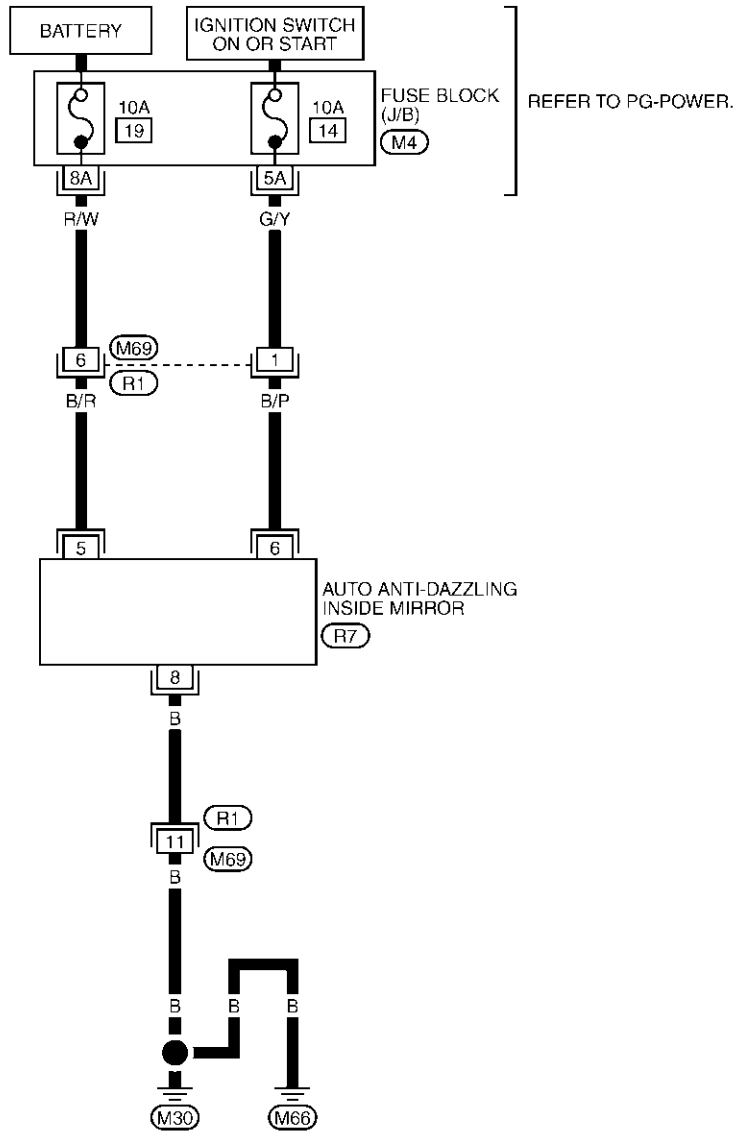 BATTERY
IGNITION SWITCH
ON OR START
10A
19
10A
14
FUSE BLOCK
(J/B)
M4
REFER TO PG-POWER.
8A
5A
R/W
G/Y
6
M69
1
R1
B/R
B/P
5
6
AUTO ANTI-DAZZLING
INSIDE MIRROR
R7
8
B
R1
11
M69
B
B
B
B
M30
M66